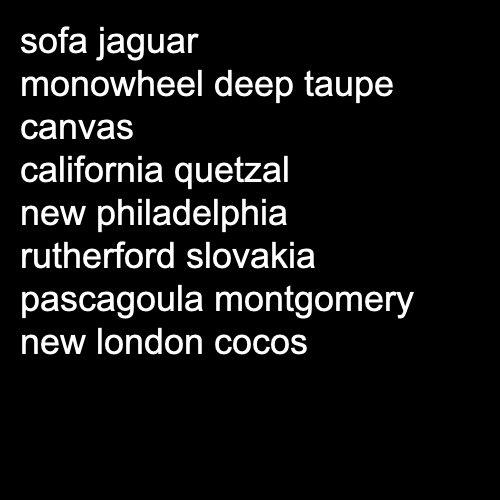 sofa jaguar
monowheel deep taupe
canvas
california quetzal
new philadelphia
rutherford slovakia
pascagoula montgomery
new london cocos